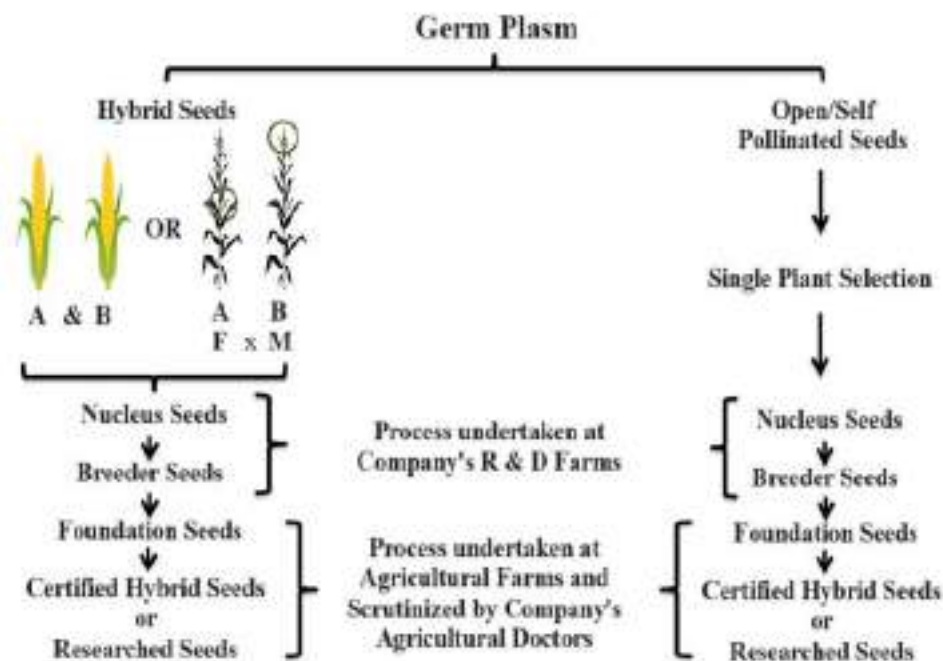 Germ Plasm
Hybrid Seeds
OR
A & B
A B
F x M
Nucleus Seeds
Breeder Seeds
Foundation Seeds
Certified Hybrid Seeds
or
Researched Seeds
Process undertaken at
Company's R & D Farms
Process undertaken at
Agricultural Farms and
Scrutinized by Company's
Agricultural Doctors
Open/Self
Pollinated Seeds
Single Plant Selection
Nucleus Seeds
Breeder Seeds
Foundation Seeds
Certified Hybrid Seeds
or
Researched Seeds